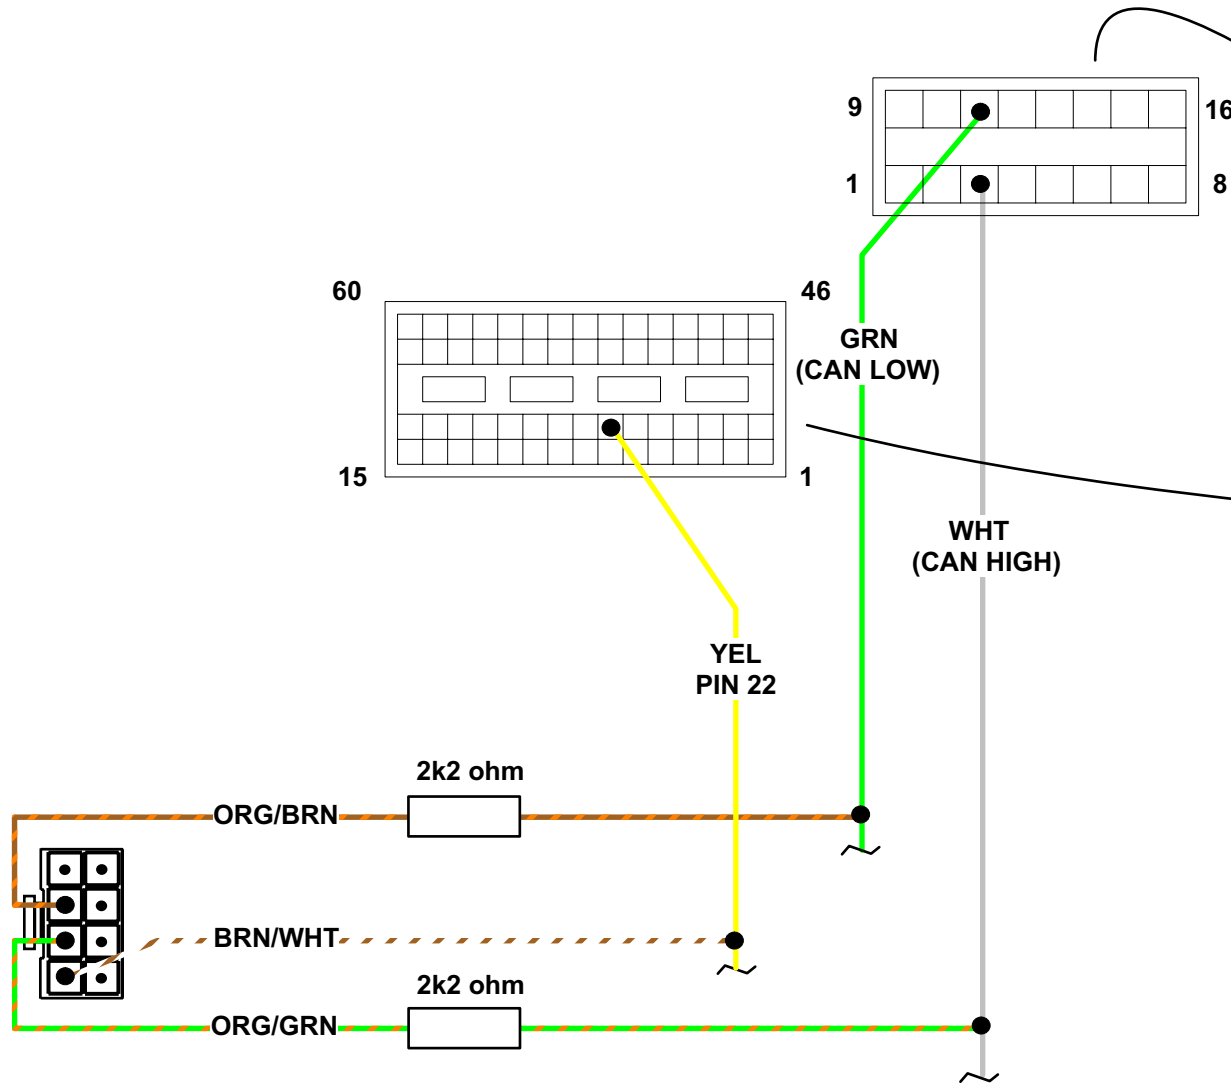 9
16
1
8
60
46
GRN
(CAN LOW)
15
1
WHT
(CAN HIGH)
YEL
PIN 22
2k2 ohm
ORG/BRN
BRN/WHT
2k2 ohm
ORG/GRN